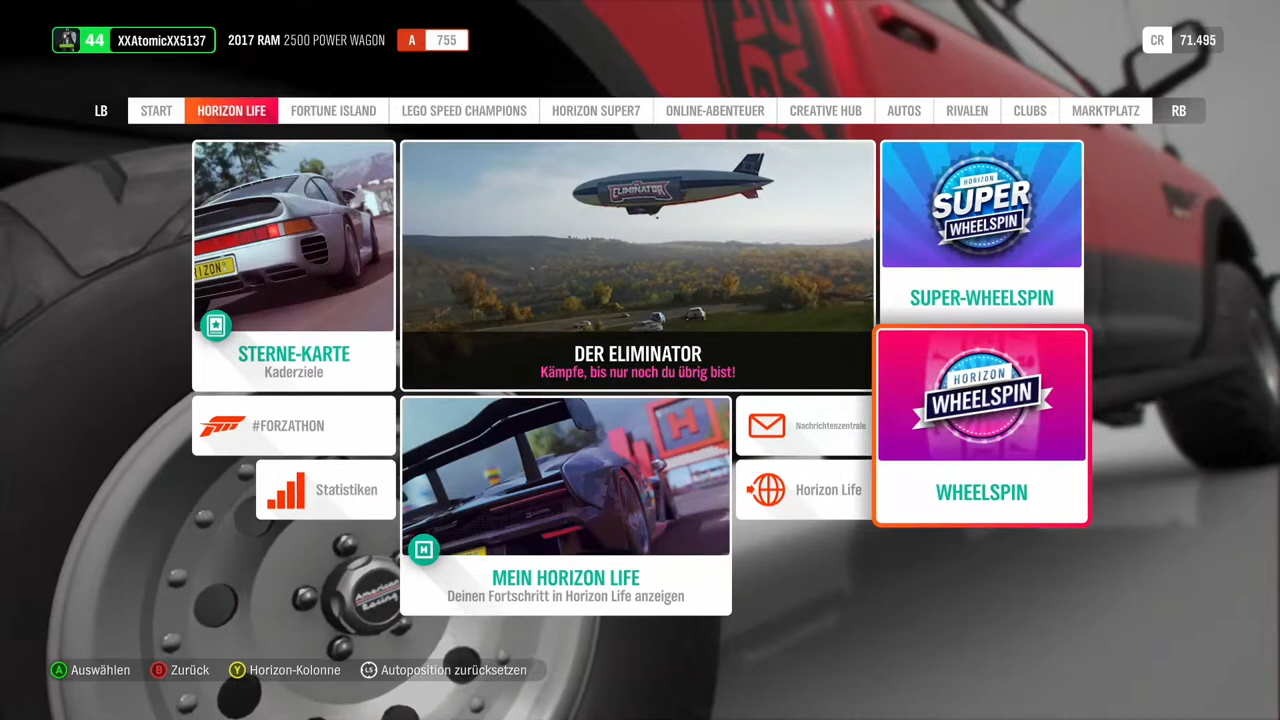 44 XXAtomicXX5137 2017 RAM 2500 POWER WAGON A 755 CR 71.495
LB START HORIZON LIFE FORTUNE ISLAND LEGO SPEED CHAMPIONS HORIZON SUPER7 ONLINE-ABENTEUER CREATIVE HUB AUTOS RIVALEN CLUBS MARKTPLATZ RB
STERNE-KARTE
Kaderziele
ELIMINATOR
DER ELIMINATOR
Kämpfe, bis nur noch du übrig bist!
HORIZON
SUPER
WHEELSPIN
SUPER-WHEELSPIN
#FORZATHON
Statistiken
H
MEIN HORIZON LIFE
Deinen Fortschritt in Horizon Life anzeigen
Nachrichtenzentrale
Horizon Life
HORIZON
WHEELSPIN
WHEELSPIN
American
Racing
A Auswählen B Zurück Y Horizon-Kolonne LS Autoposition zurücksetzen